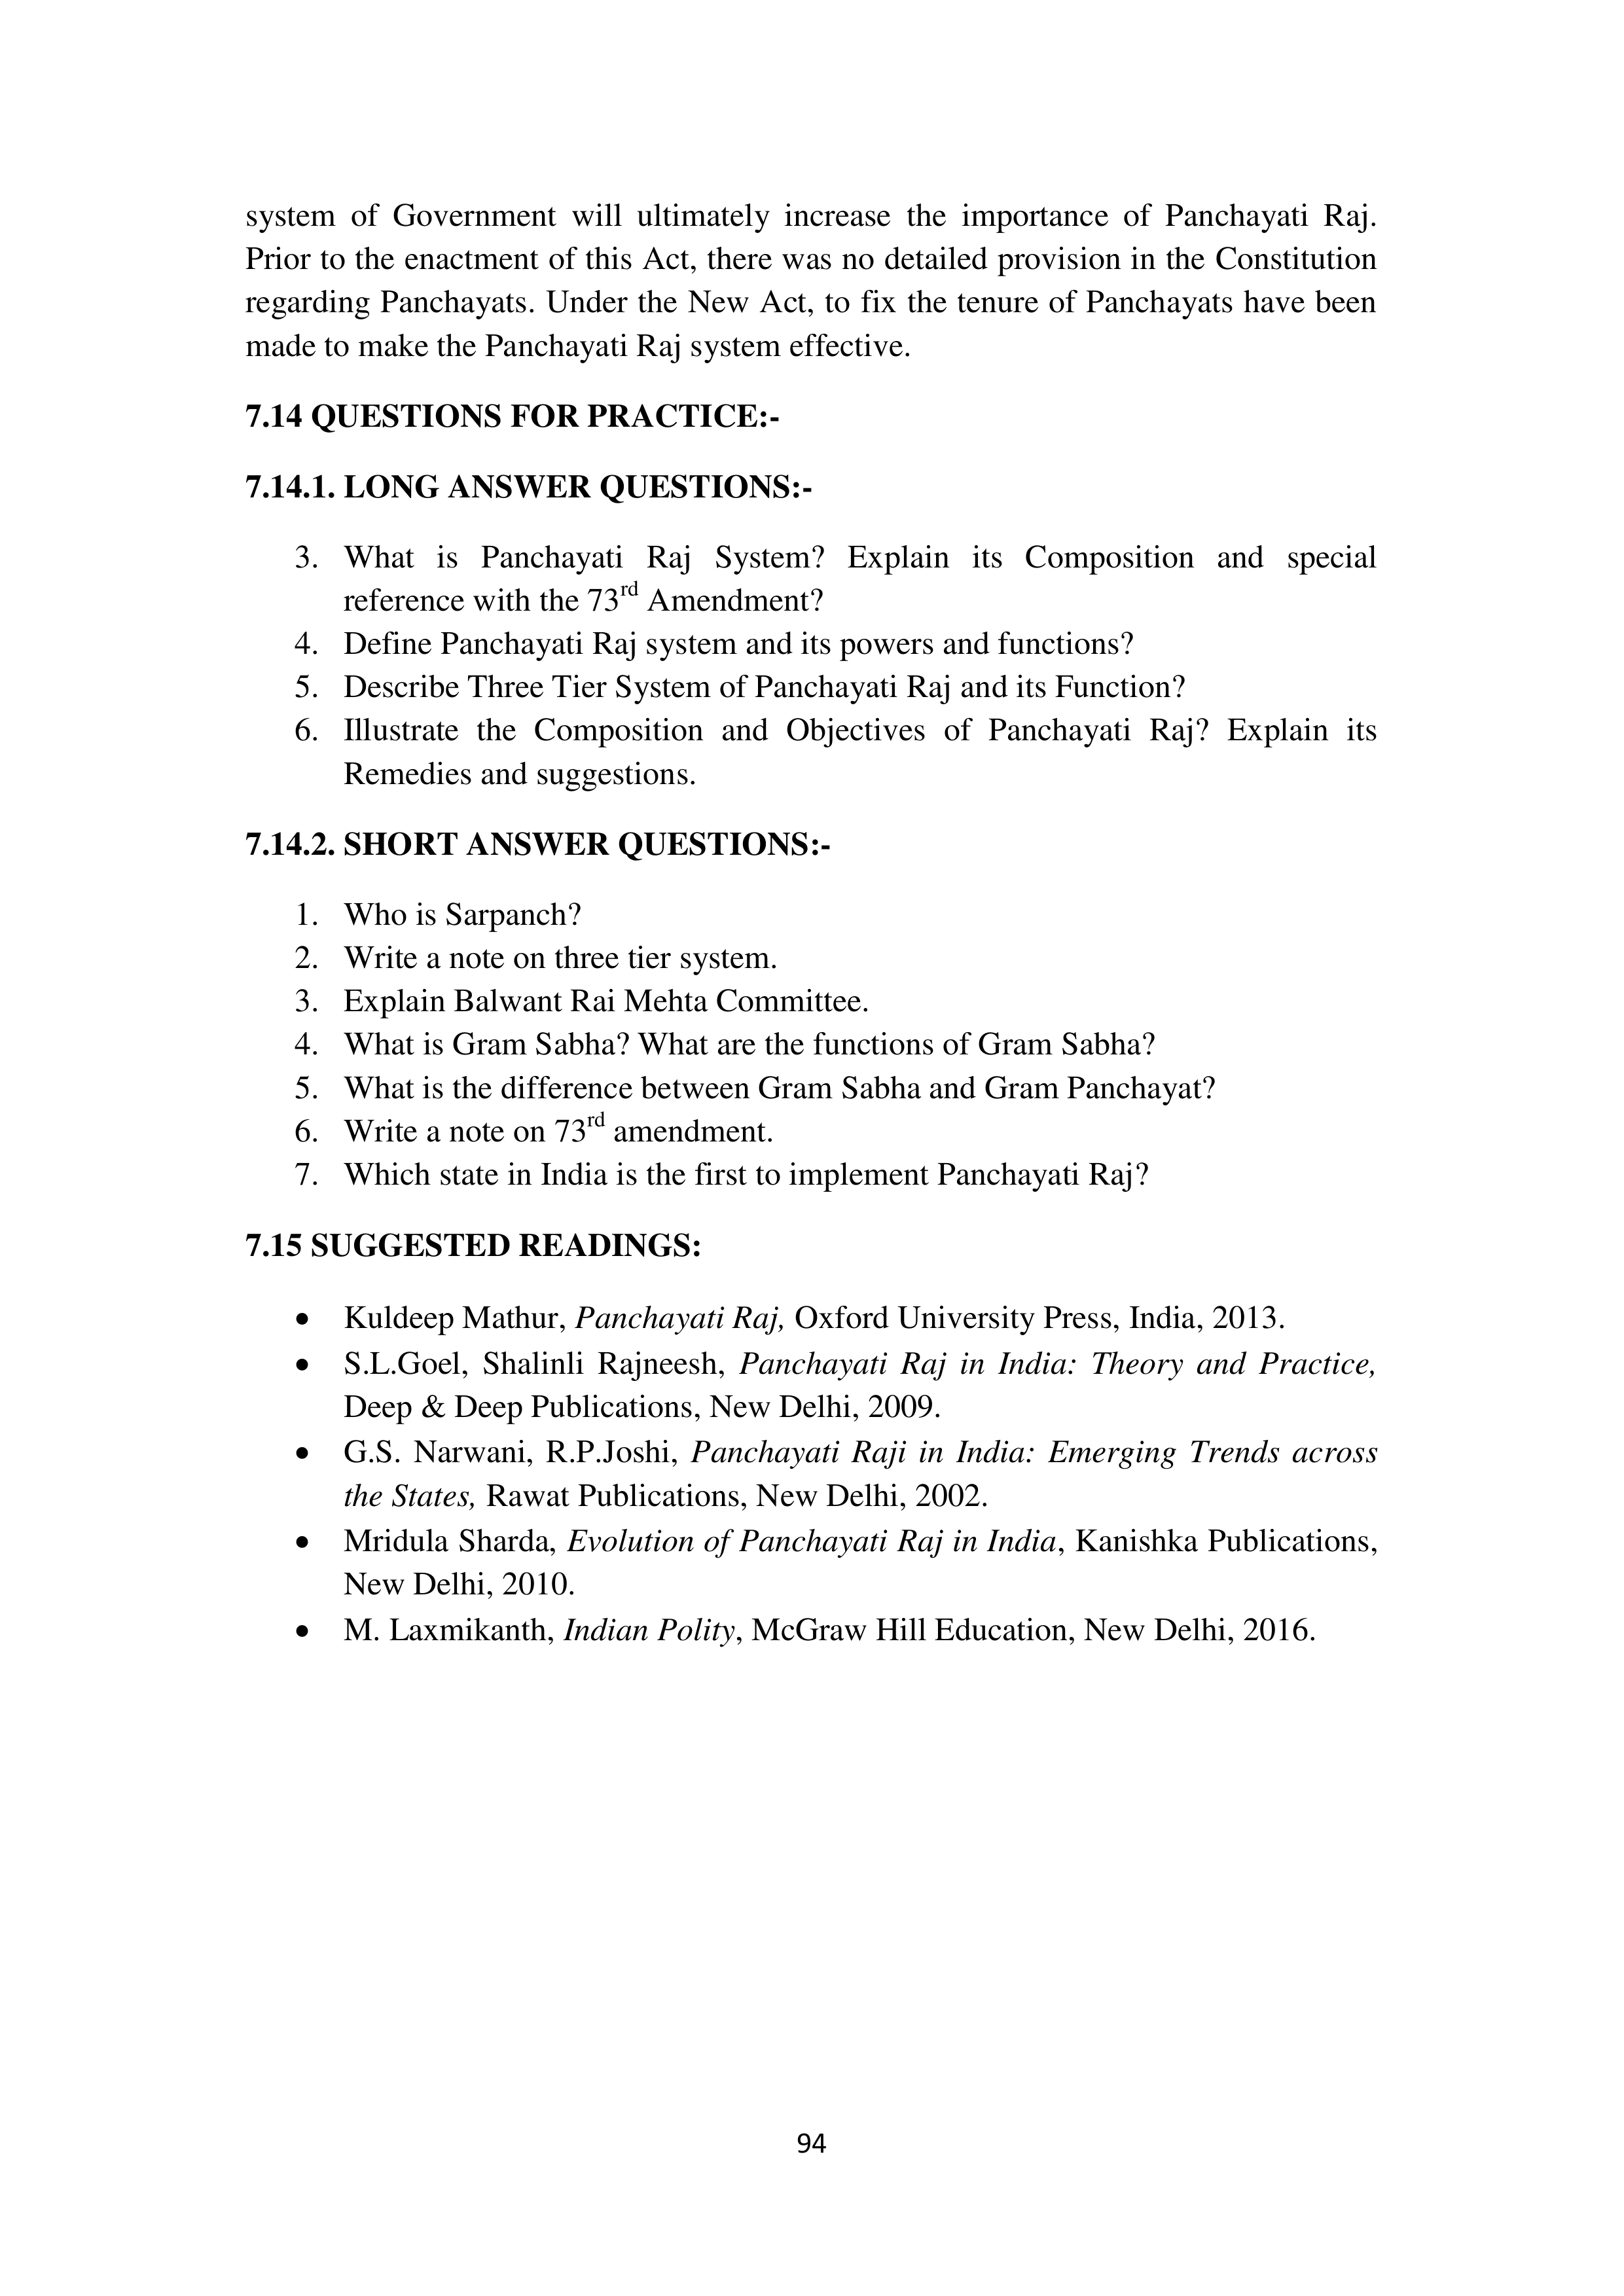 system of Government will ultimately increase the importance of Panchayati Raj.
Prior to the enactment of this Act, there was no detailed provision in the Constitution
regarding Panchayats. Under the New Act, to fix the tenure of Panchayats have been
made to make the Panchayati Raj system effective.
7.14 QUESTIONS FOR PRACTICE:-
7.14.1. LONG ANSWER QUESTIONS:-
3. What is Panchayati Raj System? Explain its Composition and special
reference with the 73rd Amendment?
4. Define Panchayati Raj system and its powers and functions?
5. Describe Three Tier System of Panchayati Raj and its Function?
6. Illustrate the Composition and Objectives of Panchayati Raj? Explain its
Remedies and suggestions.
7.14.2. SHORT ANSWER QUESTIONS:-
1. Who is Sarpanch?
2. Write a note on three tier system.
3. Explain Balwant Rai Mehta Committee.
4. What is Gram Sabha? What are the functions of Gram Sabha?
5. What is the difference between Gram Sabha and Gram Panchayat?
6. Write a note on 73rd amendment.
7. Which state in India is the first to implement Panchayati Raj?
7.15 SUGGESTED READINGS:
• Kuldeep Mathur, Panchayati Raj, Oxford University Press, India, 2013.
• S.L.Goel, Shalinli Rajneesh, Panchayati Raj in India: Theory and Practice,
Deep & Deep Publications, New Delhi, 2009.
• G.S. Narwani, R.P.Joshi, Panchayati Raji in India: Emerging Trends across
the States, Rawat Publications, New Delhi, 2002.
• Mridula Sharda, Evolution of Panchayati Raj in India, Kanishka Publications,
New Delhi, 2010.
• M. Laxmikanth, Indian Polity, McGraw Hill Education, New Delhi, 2016.
94